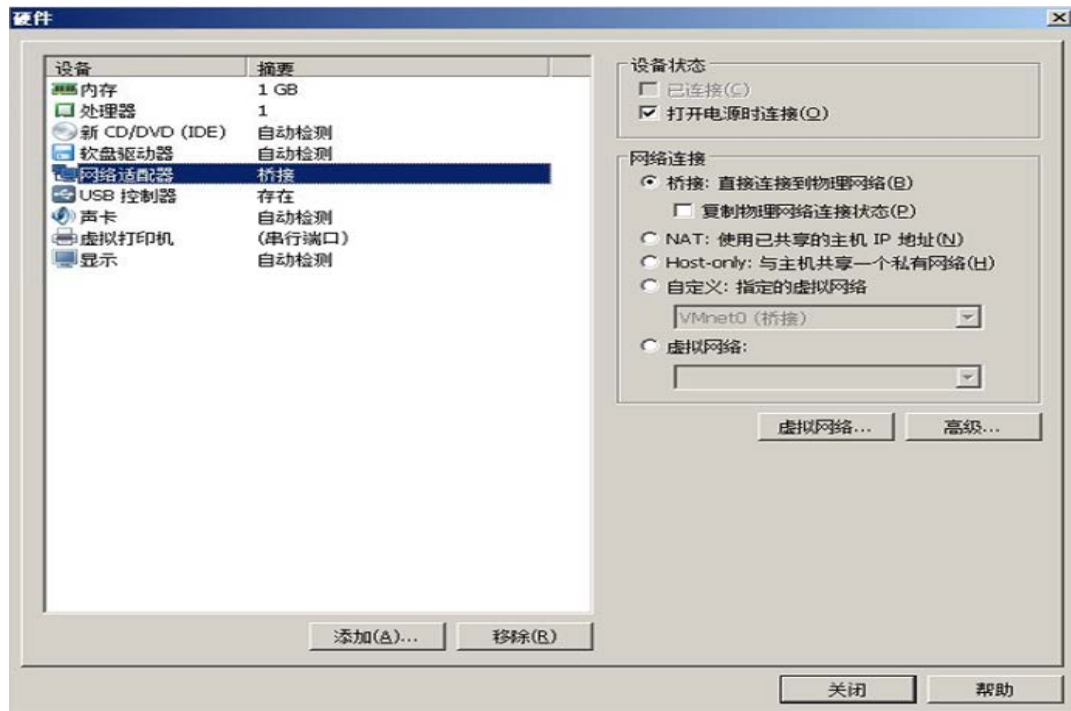 硬件
设备 摘要
内存 1 GB
处理器 1
新 CD/DVD (IDE) 自动检测
软盘驱动器 自动检测
网络适配器 桥接
USB 控制器 存在
声卡 自动检测
虚拟打印机 (串行端口)
显示 自动检测
添加(A)... 移除(R)
设备状态
已连接(C)
打开电源时连接(O)
网络连接
桥接: 直接连接到物理网络(B)
复制物理网络连接状态(P)
NAT: 使用已共享的主机 IP 地址(N)
Host-only: 与主机共享一个私有网络(H)
自定义: 指定的虚拟网络
VMnet0 (桥接)
虚拟网络:
虚拟网络... 高级...
关闭 帮助